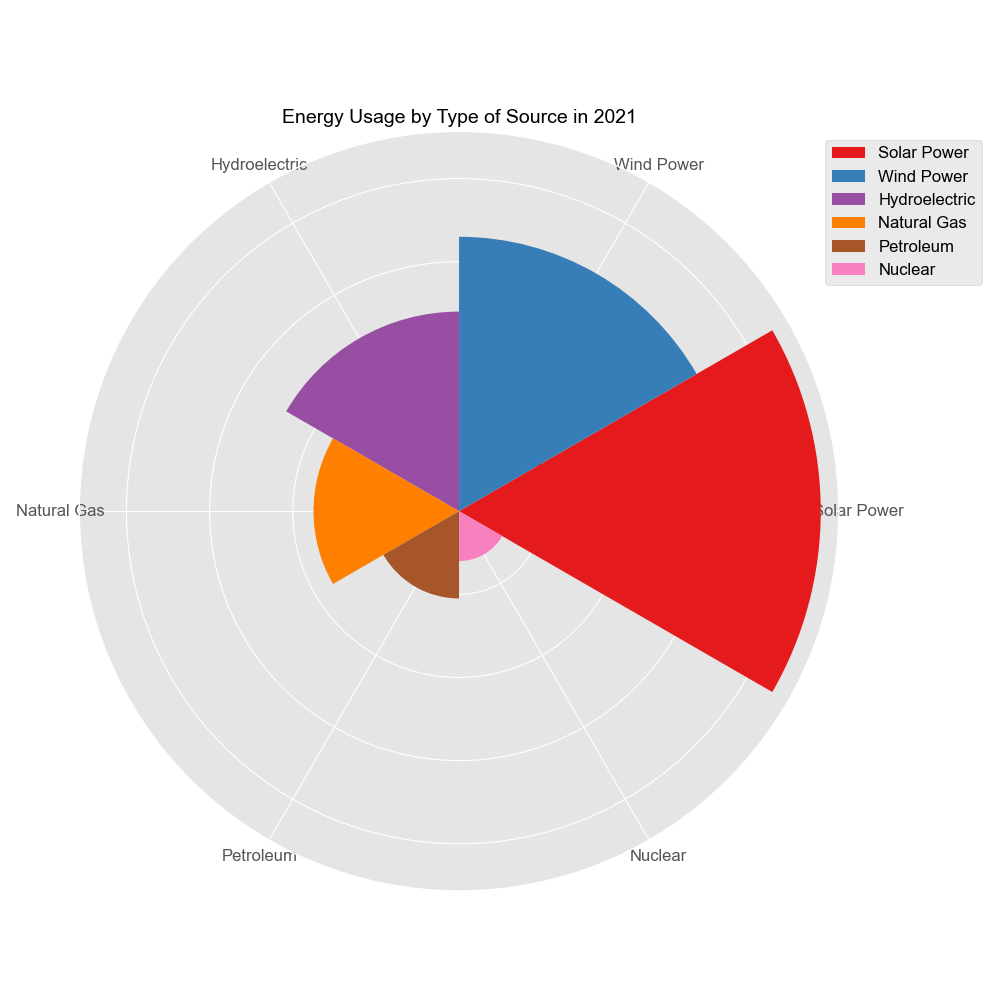 Energy Usage by Type of Source in 2021
Hydroelectric
Wind Power
Natural Gas
Solar Power
Petroleum
Nuclear
Solar Power
Wind Power
Hydroelectric
Natural Gas
Petroleum
Nuclear